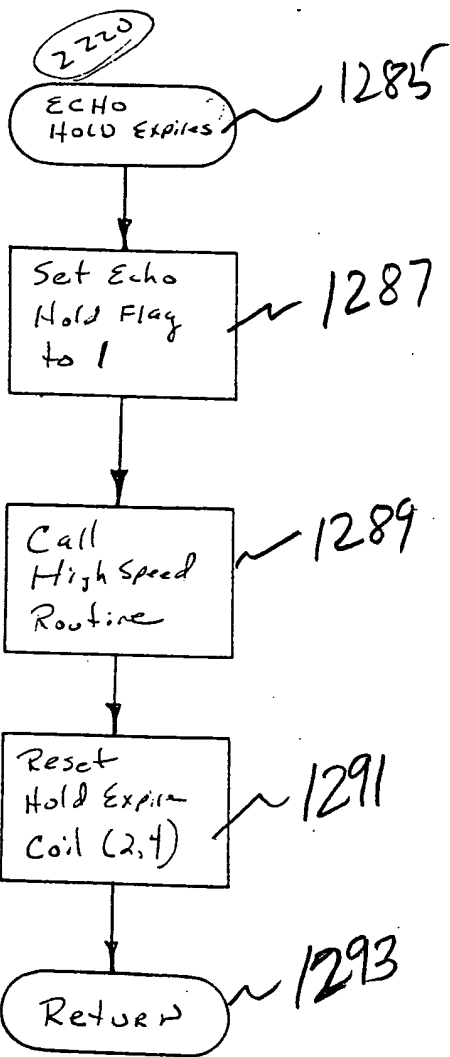 2220
ECHO
HOLD Expires
1285
Set Echo
Hold Flag
to 1
1287
Call
High Speed
Routine
1289
Reset
Hold Expire
Coil (2,4)
1291
Return
1293